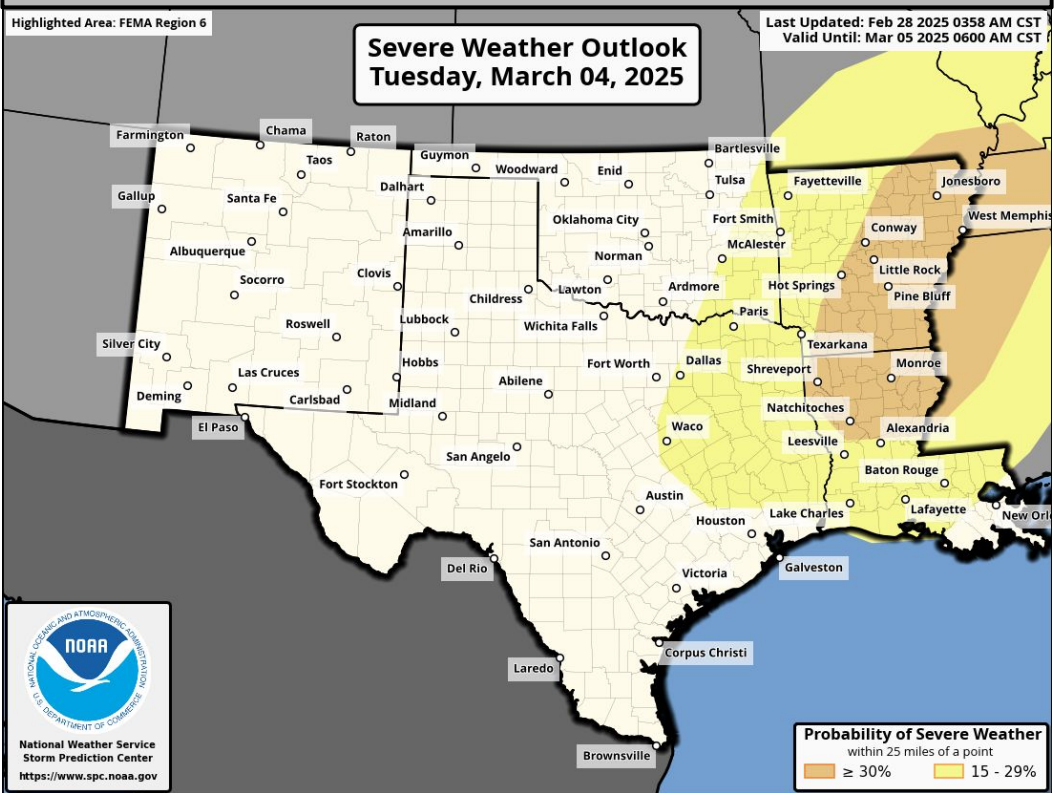 Highlighted Area: FEMA Region 6
Last Updated: Feb 28 2025 0358 AM CST
Valid Until: Mar 05 2025 0600 AM CST
Severe Weather Outlook
Tuesday, March 04, 2025
Farmington
Chama
Raton
Taos
Guymon
Woodward
Enid
Bartlesville
Tulsa
Fayetteville
Jonesboro
Gallup
Santa Fe
Dalhart
Oklahoma City
Fort Smith
West Memphis
Albuquerque
Amarillo
Norman
McAlester
Conway
Socorro
Clovis
Childress
Lawton
Ardmore
Hot Springs
Little Rock
Pine Bluff
Roswell
Lubbock
Wichita Falls
Paris
Texarkana
Silver City
Las Cruces
Hobbs
Fort Worth
Dallas
Shreveport
Monroe
Deming
Carlsbad
Midland
Abilene
Natchitoches
El Paso
Waco
Alexandria
Leesville
San Angelo
Baton Rouge
Fort Stockton
Austin
Houston
Lake Charles
Lafayette
New Orl
San Antonio
Del Rio
Galveston
Victoria
Laredo
Corpus Christi
Brownsville
NATIONAL OCEANIC AND ATMOSPHERIC ADMINISTRATION
NOAA
U.S. DEPARTMENT OF COMMERCE
National Weather Service
Storm Prediction Center
https://www.spc.noaa.gov
Probability of Severe Weather
within 25 miles of a point
≥ 30%
15 - 29%